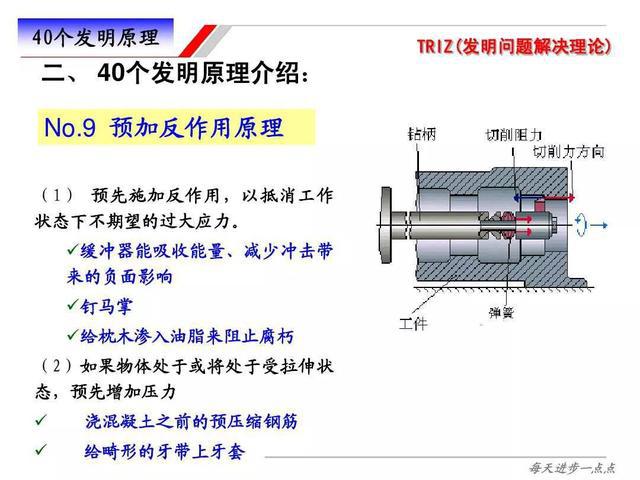 40个发明原理
TRIZ(发明问题解决理论)
二、 40个发明原理介绍:
No.9 预加反作用原理
(1) 预先施加反作用,以抵消工作
状态下不期望的过大应力。
✓缓冲器能吸收能量、减少冲击带
来的负面影响
✓钉马掌
✓给枕木渗入油脂来阻止腐朽
(2)如果物体处于或将处于受拉伸状
态,预先增加压力
✓ 浇混凝土之前的预压缩钢筋
✓ 给畸形的牙带上牙套
钻柄
切削阻力
切削力方向
弹簧
工件
每天进步一点点